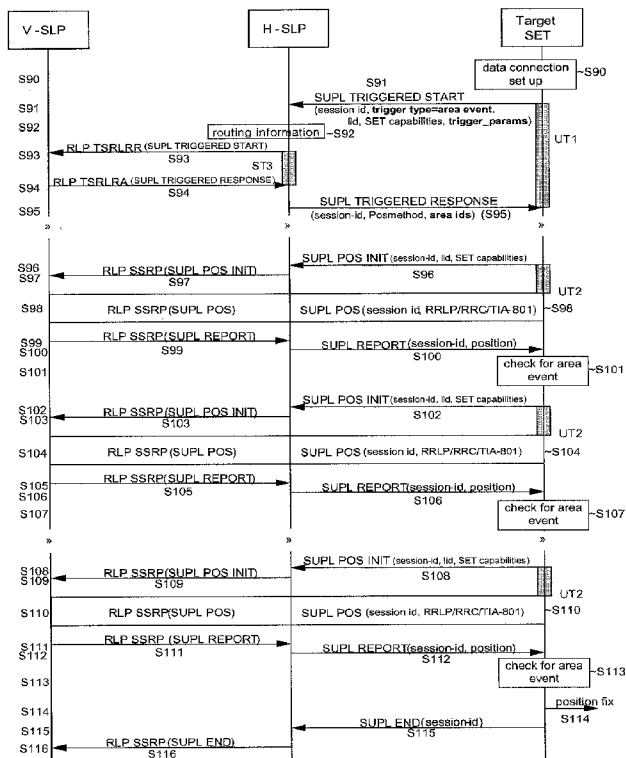 V -SLP
H -SLP
Target
SET
S90
data connection
set up
~S90
S91
S91
SUPL TRIGGERED START
(session id, trigger type=area event,
lid, SET capabilities, trigger_params)
S92
routing information
~S92
UT1
S93
RLP TSRLRR (SUPL TRIGGERED START)
S93
ST3
S94
RLP TSRLRA (SUPL TRIGGERED RESPONSE)
S94
S95
SUPL TRIGGERED RESPONSE
(session-id, Posmethod, area ids) (S95)
»
»
»
S96
SUPL POS INIT (session-id, lid, SET capabilities)
S96
S97
RLP SSRP (SUPL POS INIT)
S97
UT2
S98
RLP SSRP(SUPL POS)
SUPL POS (session id, RRLP/RRC/TIA-801)
~S98
S99
RLP SSRP (SUPL REPORT)
S99
S100
SUPL REPORT (session-id, position)
S100
S101
check for area
event
~S101
S102
SUPL POS INIT (session-id, lid, SET capabilities)
S102
S103
RLP SSRP (SUPL POS INIT)
S103
UT2
S104
RLP SSRP (SUPL POS)
SUPL POS (session id, RRLP/RRC/TIA-801)
~S104
S105
RLP SSRP (SUPL REPORT)
S105
S106
SUPL REPORT(session-id, position)
S106
S107
check for area
event
~S107
»
»
»
S108
SUPL POS INIT (session-id, lid, SET capabilities)
S108
S109
RLP SSRP(SUPL POS INIT)
S109
UT2
S110
RLP SSRP(SUPL POS)
SUPL POS (session id, RRLP/RRC/TIA-801)
~S110
S111
RLP SSRP (SUPL REPORT)
S111
S112
SUPL REPORT(session-id, position)
S112
S113
check for area
event
~S113
S114
position fix
S114
S115
SUPL END(session-id)
S115
S116
RLP SSRP(SUPL END)
S116